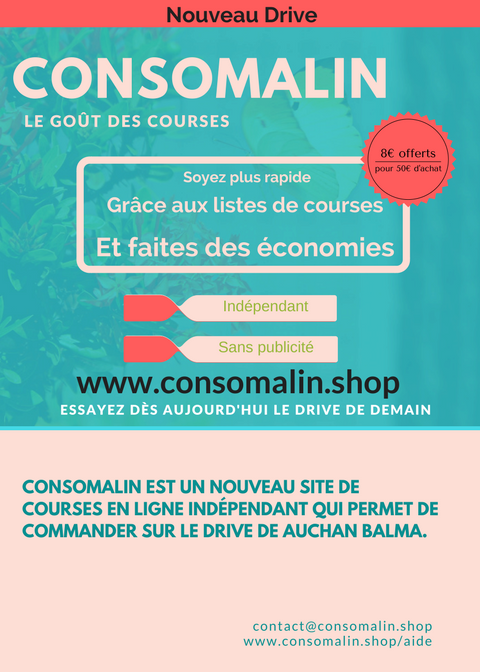 Nouveau Drive
CONSOMALIN
LE GOÛT DES COURSES
8€ offerts
pour 50€ d'achat
Soyez plus rapide
Grâce aux listes de courses
Et faites des économies
Indépendant
Sans publicité
www.consomalin.shop
ESSAYEZ DÈS AUJOURD'HUI LE DRIVE DE DEMAIN
CONSOMALIN EST UN NOUVEAU SITE DE
COURSES EN LIGNE INDÉPENDANT QUI PERMET DE
COMMANDER SUR LE DRIVE DE AUCHAN BALMA.
contact@consomalin.shop
www.consomalin.shop/aide